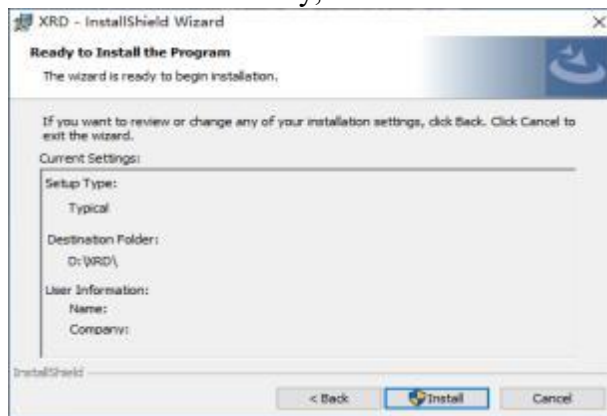 XRD - InstallShield Wizard
Ready to Install the Program
The wizard is ready to begin installation.
If you want to review or change any of your installation settings, click Back. Click Cancel to
exit the wizard.
Current Settings:
Setup Type:
Typical
Destination Folder:
D:\XRD\
User Information:
Name:
Company:
InstallShield
< Back
Install
Cancel